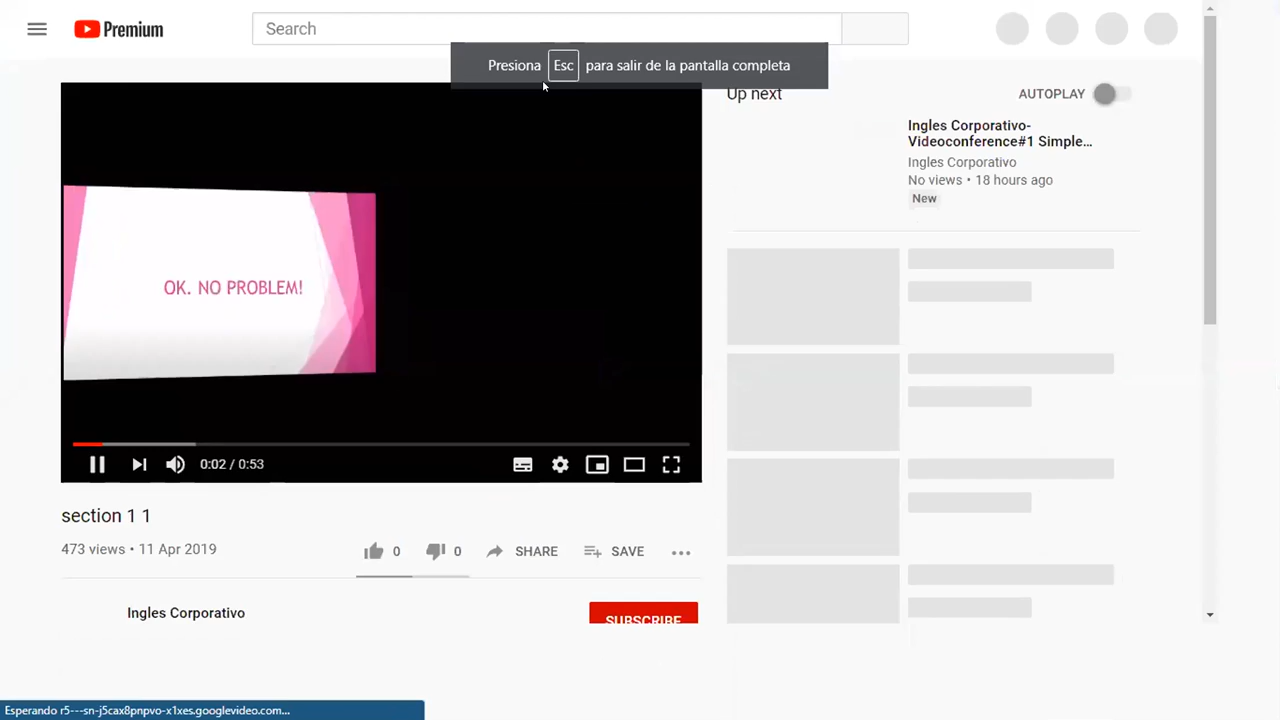 Premium
Search
Presiona Esc para salir de la pantalla completa
Up next
AUTOPLAY
Ingles Corporativo-
Videoconference#1 Simple...
Ingles Corporativo
No views • 18 hours ago
New
OK. NO PROBLEM!
0:02 / 0:53
section 1 1
473 views • 11 Apr 2019
0
0
SHARE
SAVE
Ingles Corporativo
SUBSCRIBE
Esperando r5---sn-j5cax8pnpvo-x1xes.googlevideo.com...